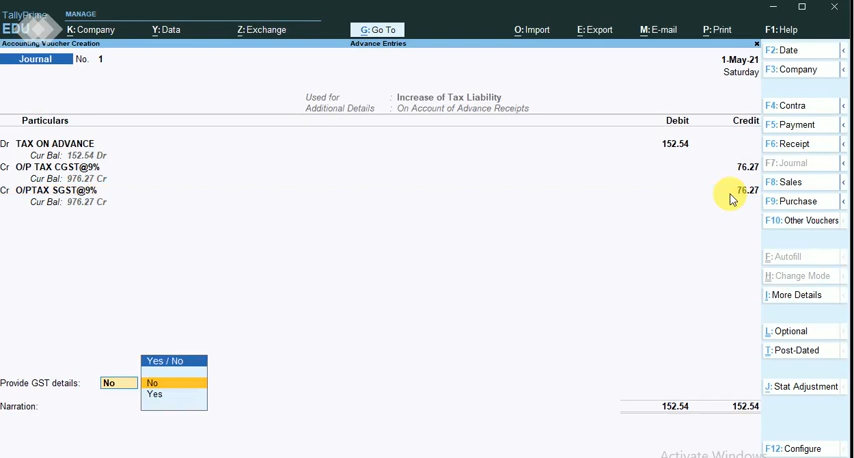 TallyPrime
EDU
MANAGE
K: Company Y: Data Z: Exchange G: Go To O: Import E: Export M: E-mail P: Print F1: Help
Accounting Voucher Creation Advance Entries ×
Journal No. 1 1-May-21
Saturday
Used for : Increase of Tax Liability
Additional Details : On Account of Advance Receipts
Particulars Debit Credit
Dr TAX ON ADVANCE 152.54
Cur Bal: 152.54 Dr
Cr O/P TAX CGST@9% 76.27
Cur Bal: 976.27 Cr
Cr O/PTAX SGST@9% 76.27
Cur Bal: 976.27 Cr
Yes / No
No
Yes
Provide GST details: No
Narration: 152.54 152.54
F2: Date
F3: Company
F4: Contra
F5: Payment
F6: Receipt
F7: Journal
F8: Sales
F9: Purchase
F10: Other Vouchers
F: Autofill
H: Change Mode
I: More Details
L: Optional
T: Post-Dated
J: Stat Adjustment
F12: Configure
Activate Windows